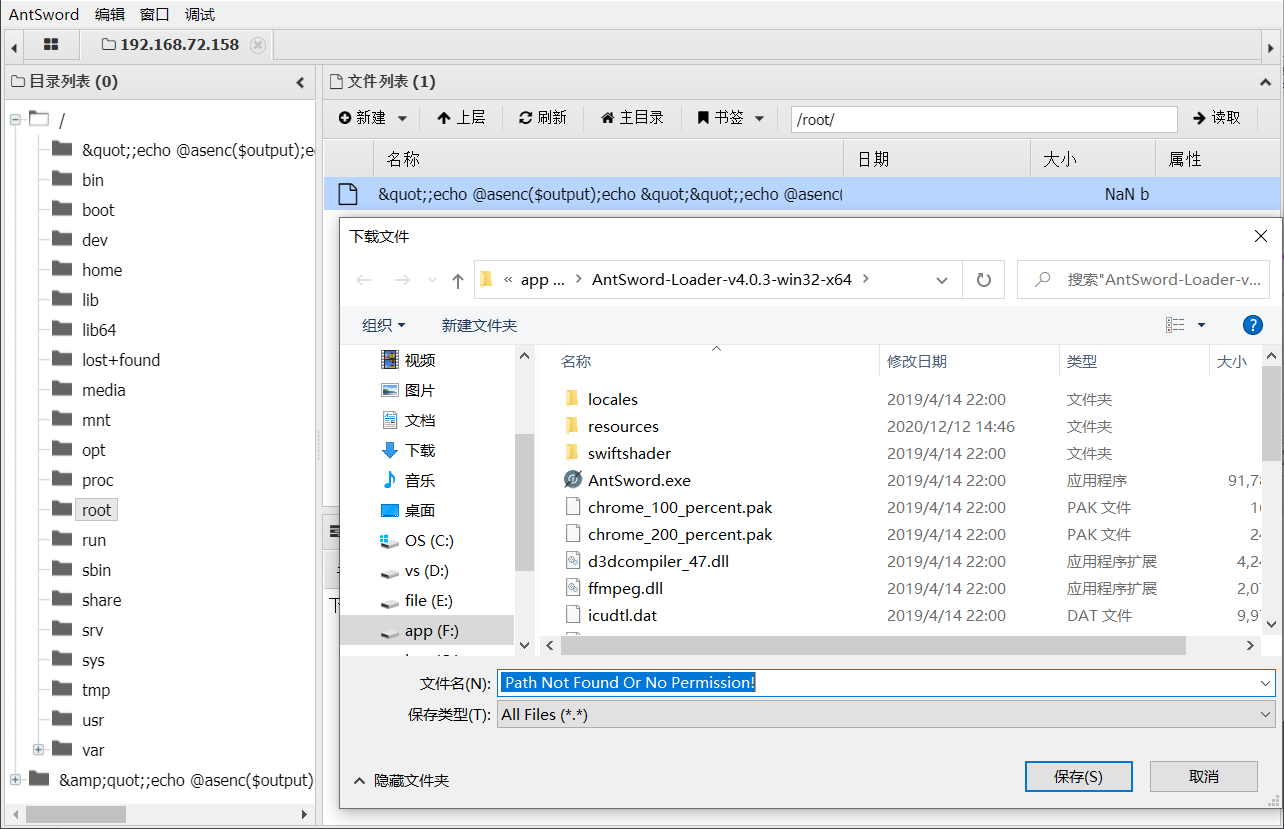 AntSword 编辑 窗口 调试
192.168.72.158
目录列表 (0)
/
&quot;;echo @asenc($output);e
bin
boot
dev
home
lib
lib64
lost+found
media
mnt
opt
proc
root
run
sbin
share
srv
sys
tmp
usr
var
&amp;quot;;echo @asenc($output)
文件列表 (1)
新建 上层 刷新 主目录 书签 /root/ 读取
名称 日期 大小 属性
&quot;;echo @asenc($output);echo &quot;&quot;;echo @asenc( NaN b
下载文件
« app ... › AntSword-Loader-v4.0.3-win32-x64 › 搜索"AntSword-Loader-v...
组织 新建文件夹
视频
图片
文档
下载
音乐
桌面
OS (C:)
vs (D:)
file (E:)
app (F:)
名称 修改日期 类型 大小
locales 2019/4/14 22:00 文件夹
resources 2020/12/12 14:46 文件夹
swiftshader 2019/4/14 22:00 文件夹
AntSword.exe 2019/4/14 22:00 应用程序 91,7
chrome_100_percent.pak 2019/4/14 22:00 PAK 文件 1
chrome_200_percent.pak 2019/4/14 22:00 PAK 文件 2
d3dcompiler_47.dll 2019/4/14 22:00 应用程序扩展 4,2
ffmpeg.dll 2019/4/14 22:00 应用程序扩展 2,0
icudtl.dat 2019/4/14 22:00 DAT 文件 9,9
文件名(N): Path Not Found Or No Permission!
保存类型(T): All Files (*.*)
隐藏文件夹 保存(S) 取消